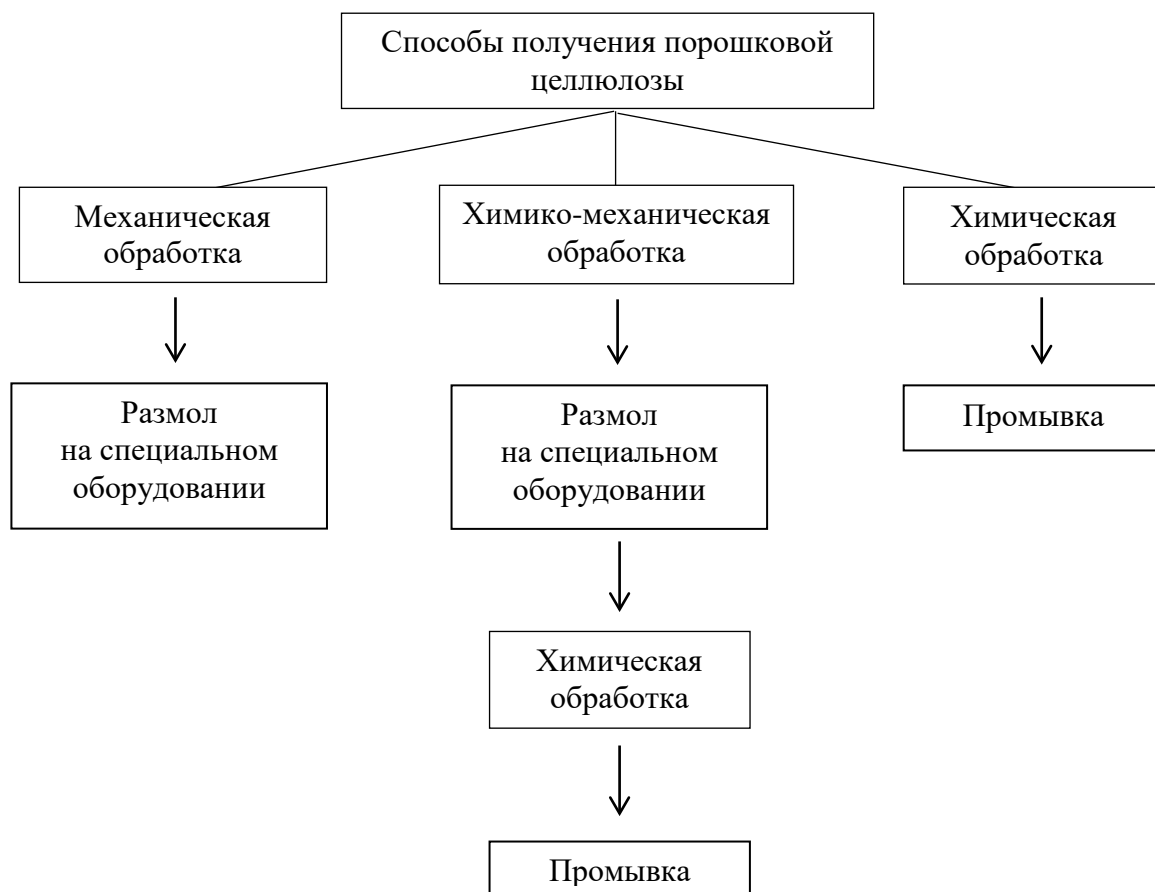 Способы получения порошковой
целлюлозы
Механическая
обработка
Химико-механическая
обработка
Химическая
обработка
Размол
на специальном
оборудовании
Размол
на специальном
оборудовании
Промывка
Химическая
обработка
Промывка